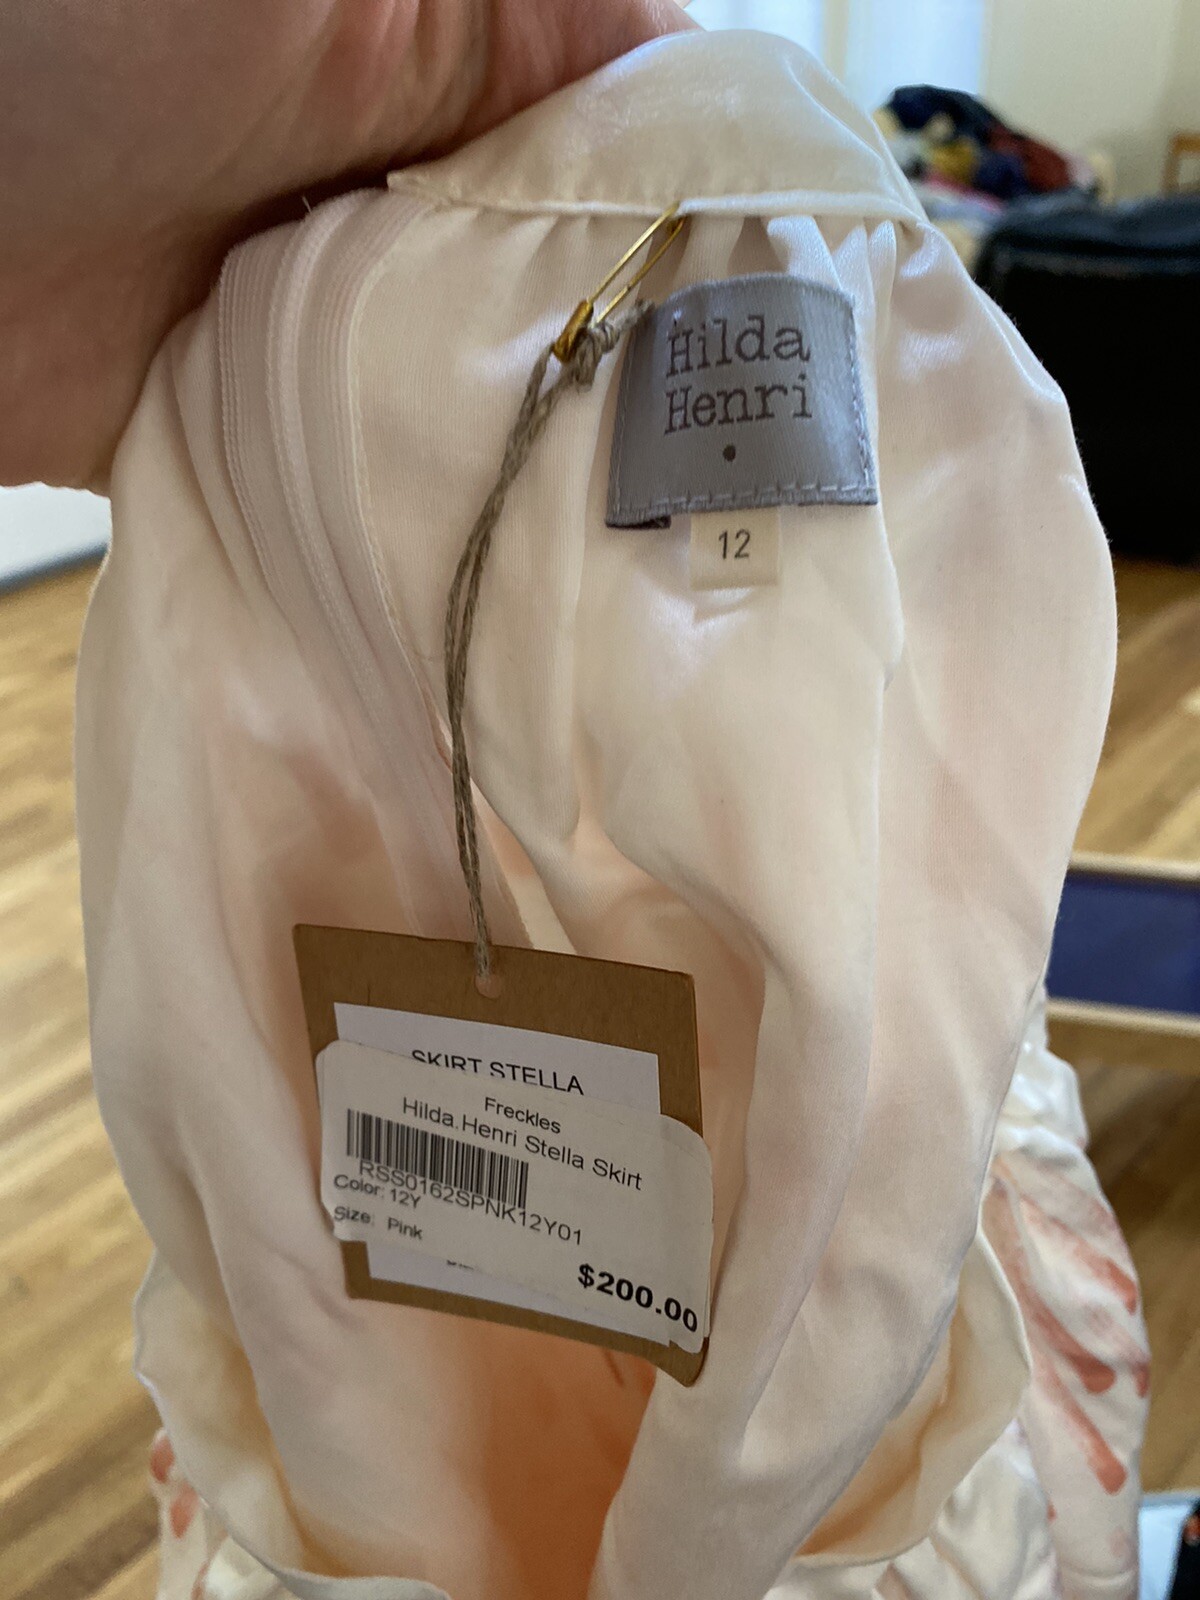 Hilda
Henri
12
SKIRT STELLA
Freckles
Hilda.Henri Stella Skirt
RSS0162SPNK12Y01
Color: 12Y
Size: Pink
$200.00